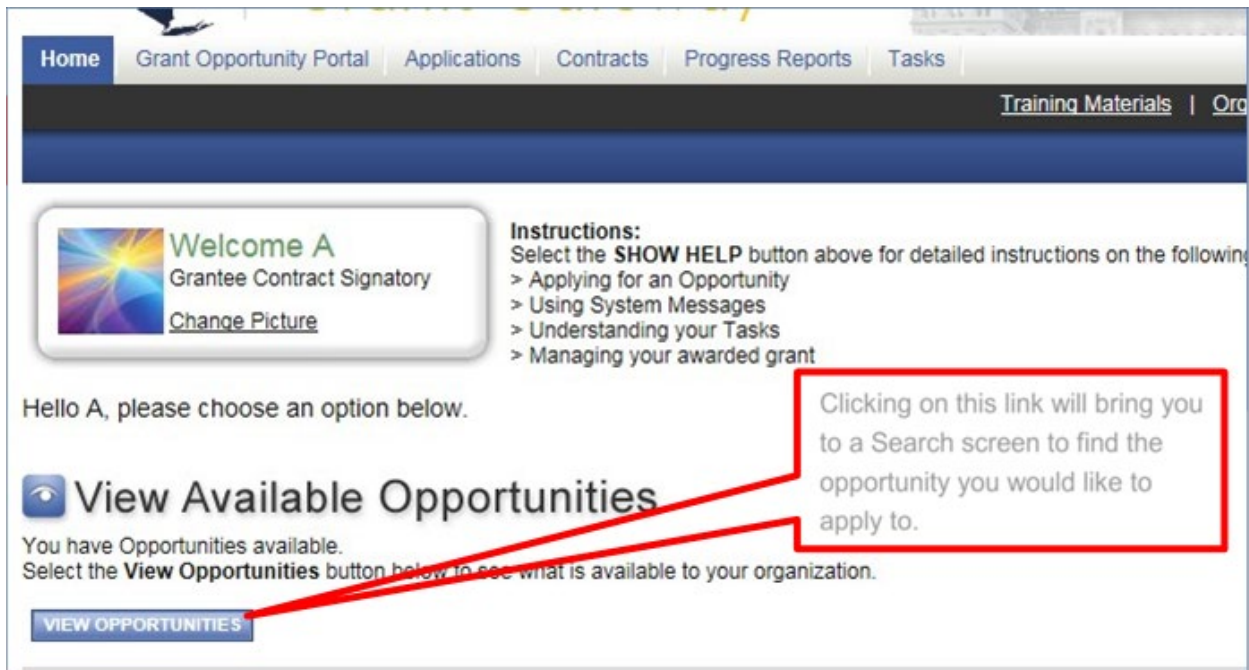 Home Grant Opportunity Portal Applications Contracts Progress Reports Tasks
Training Materials |
Welcome A
Grantee Contract Signatory
Change Picture
Instructions:
Select the SHOW HELP button above for detailed instructions on the following
> Applying for an Opportunity
> Using System Messages
> Understanding your Tasks
> Managing your awarded grant
Hello A, please choose an option below.
Clicking on this link will bring you
to a Search screen to find the
opportunity you would like to
apply to.
View Available Opportunities
You have Opportunities available.
Select the View Opportunities button below to see what is available to your organization.
VIEW OPPORTUNITIES